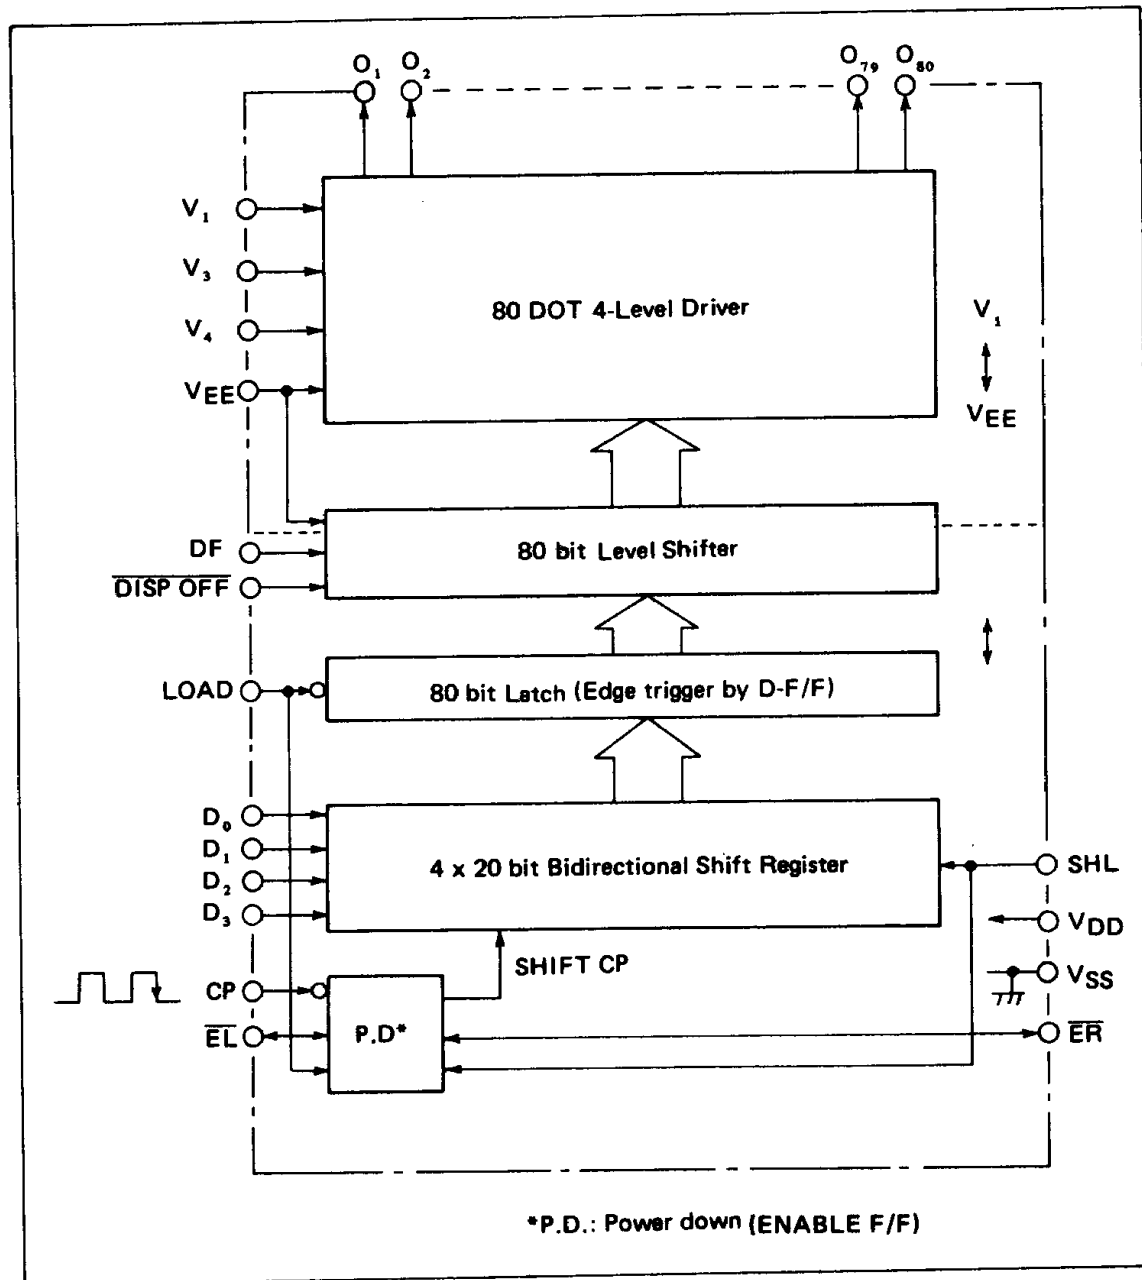 O₁ O₂ O₇₉ O₈₀
V₁
V₃
80 DOT 4-Level Driver
V₁
V₄
VEE
VEE
80 bit Level Shifter
DF
DISP OFF
LOAD
80 bit Latch (Edge trigger by D-F/F)
D₀
D₁
4 x 20 bit Bidirectional Shift Register
SHL
D₂
D₃
VDD
SHIFT CP
CP
VSS
EL
P.D*
ER
*P.D.: Power down (ENABLE F/F)